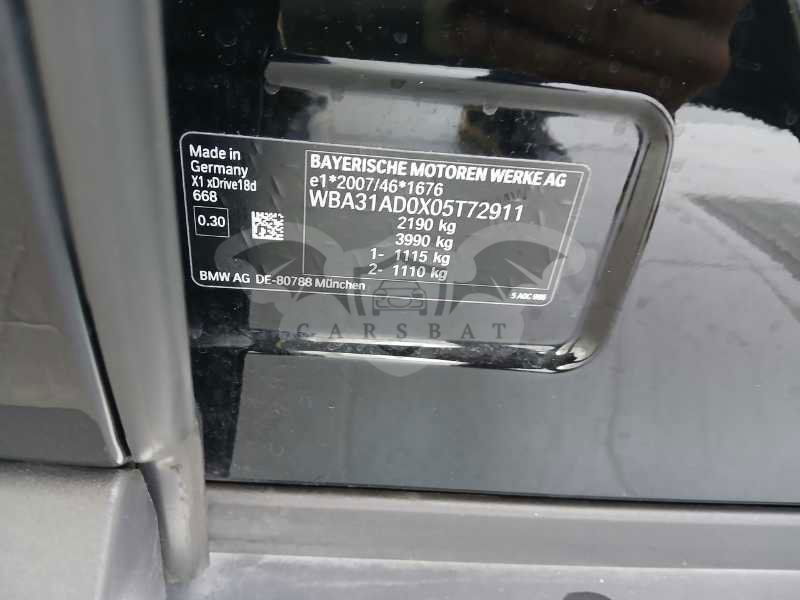 Made in
Germany
X1 xDrive18d
668
0.30
BAYERISCHE MOTOREN WERKE AG
e1*2007/46*1676
WBA31AD0X05T72911
2190 kg
3990 kg
1- 1115 kg
2- 1110 kg
BMW AG DE-80788 München
CARSBAT